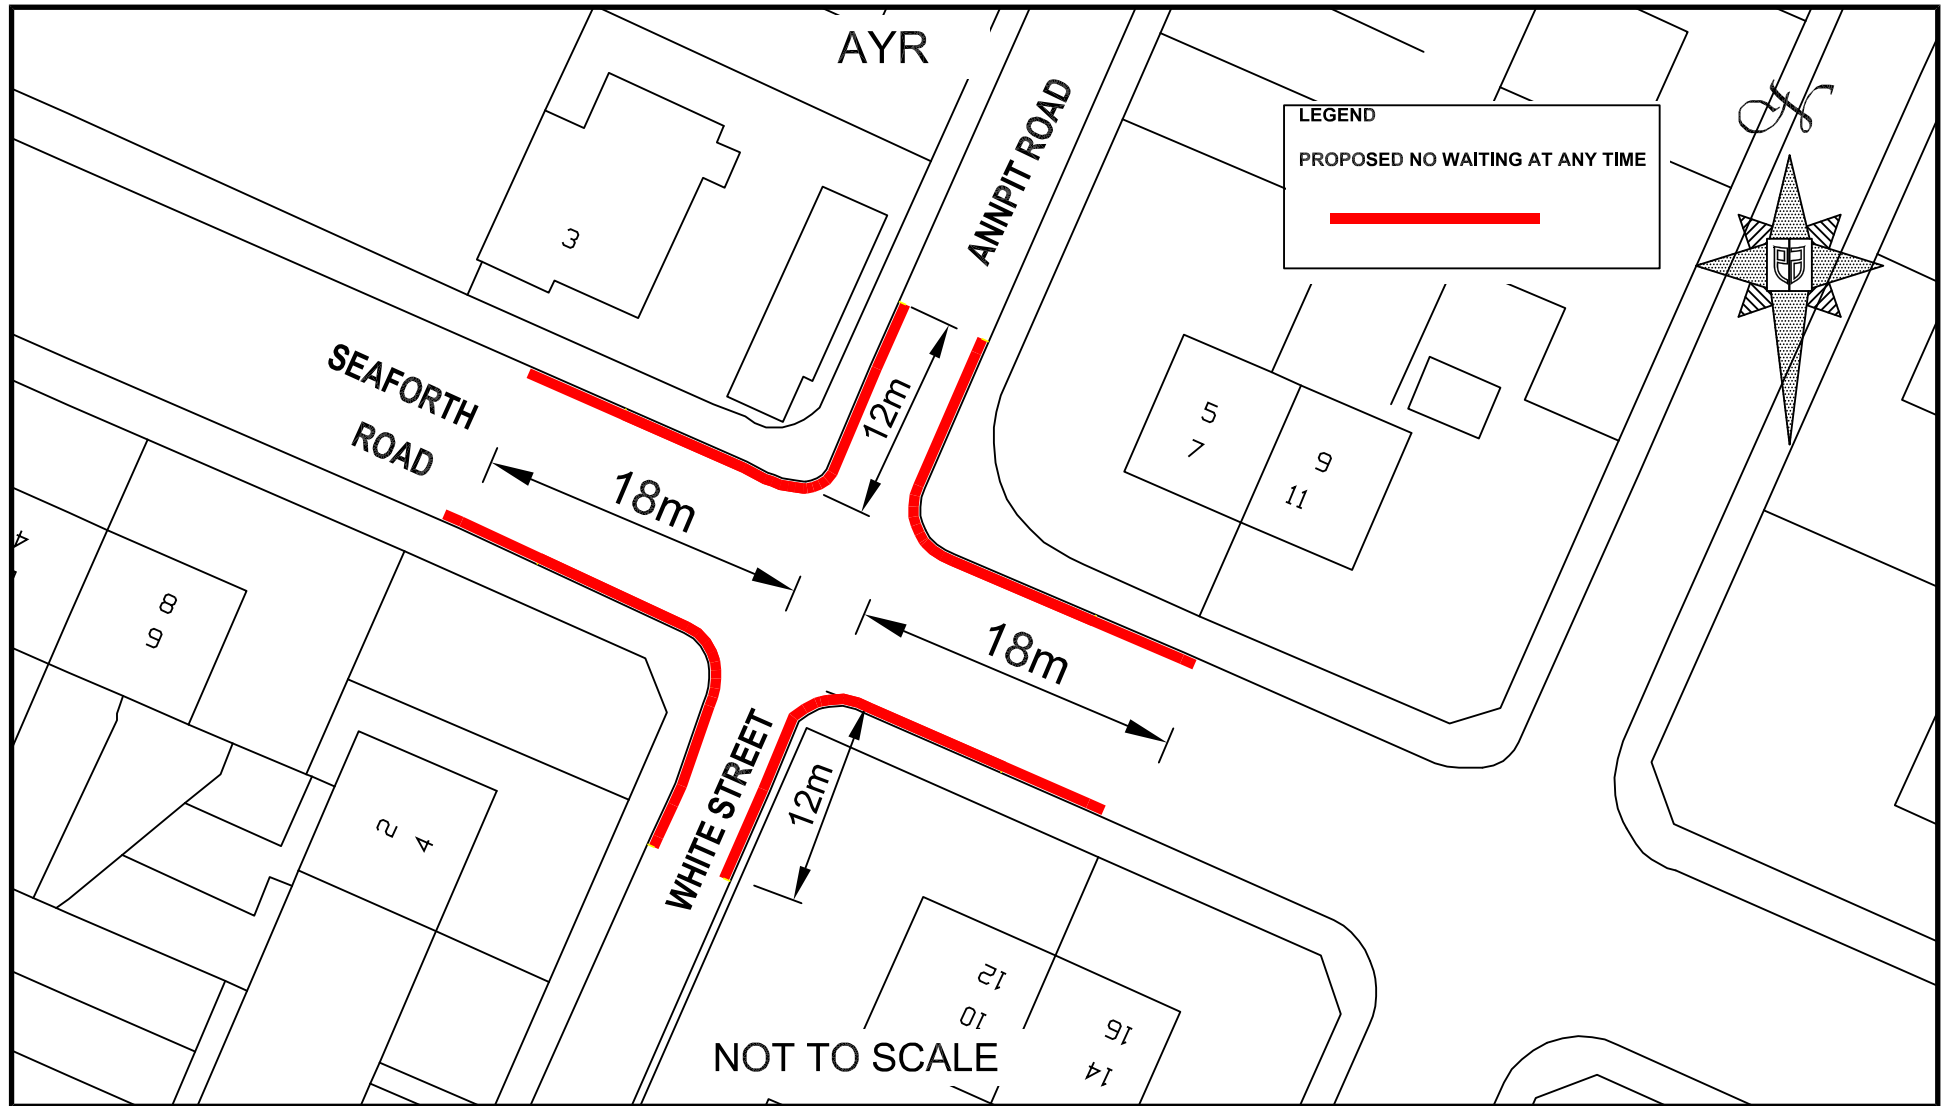 AYR
ANNPIT ROAD
LEGEND
PROPOSED NO WAITING AT ANY TIME
3
SEAFORTH
ROAD
12m
18m
5
7
9
11
18m
8
6
WHITE STREET
12m
2
4
12
10
16
14
NOT TO SCALE